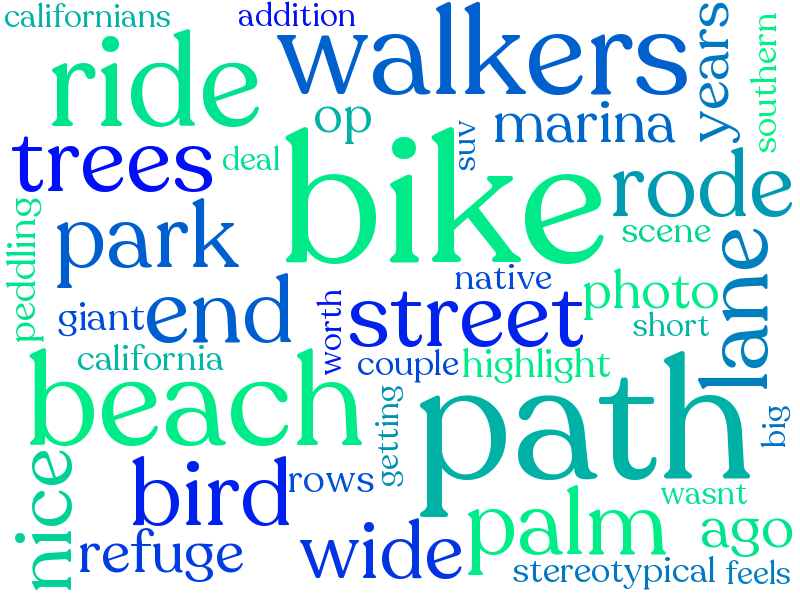 californians
addition
walkers
years
southern
ride
op
marina
suv
trees
deal
bike
rode
park
scene
peddling
native
lane
giant
end
worth
street
photo
short
california
couple
highlight
beach
path
getting
big
bird
rows
nice
wasnt
refuge
wide
palm
ago
stereotypical
feels